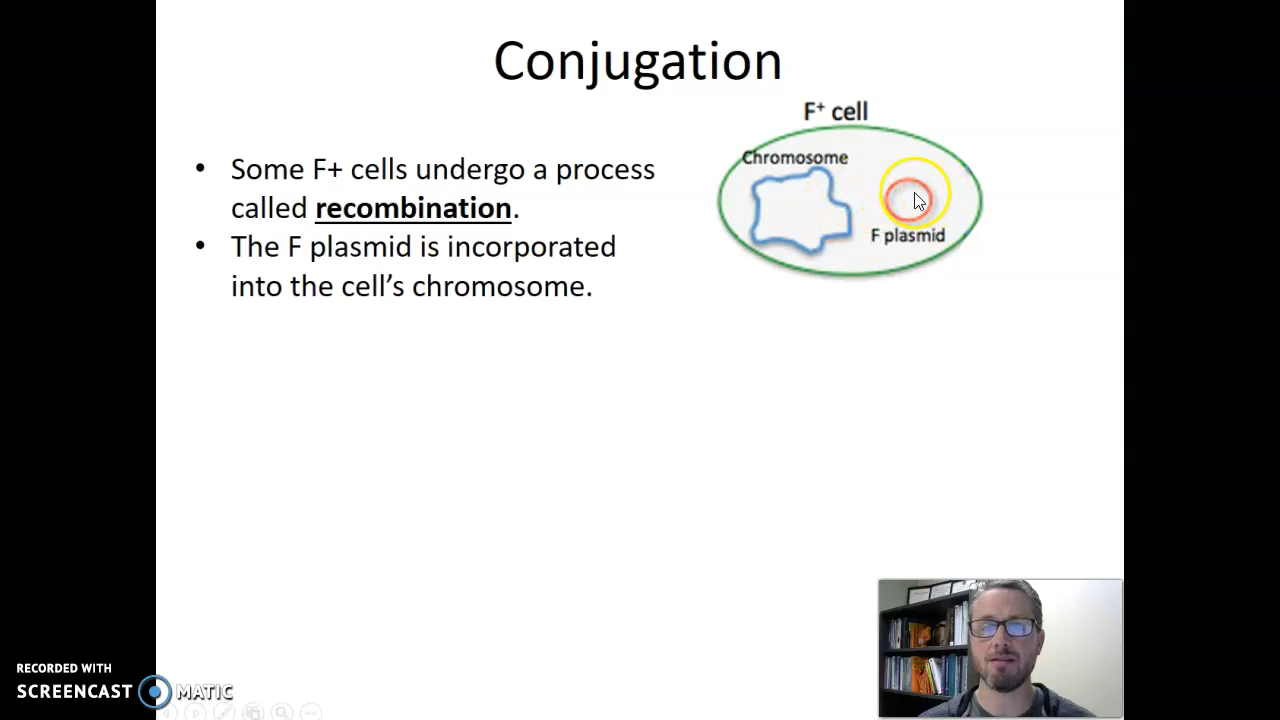 Conjugation
F⁺ cell
Chromosome
F plasmid
• Some F+ cells undergo a process
called recombination.
• The F plasmid is incorporated
into the cell’s chromosome.
RECORDED WITH
SCREENCAST MATIC